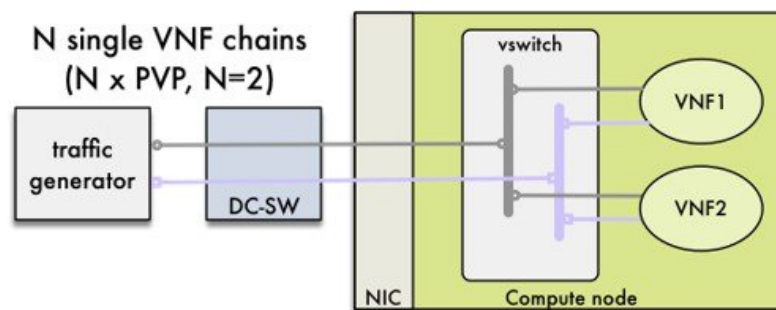 N single VNF chains
(N x PVP, N=2)
traffic
generator
DC-SW
NIC
vswitch
VNF1
VNF2
Compute node